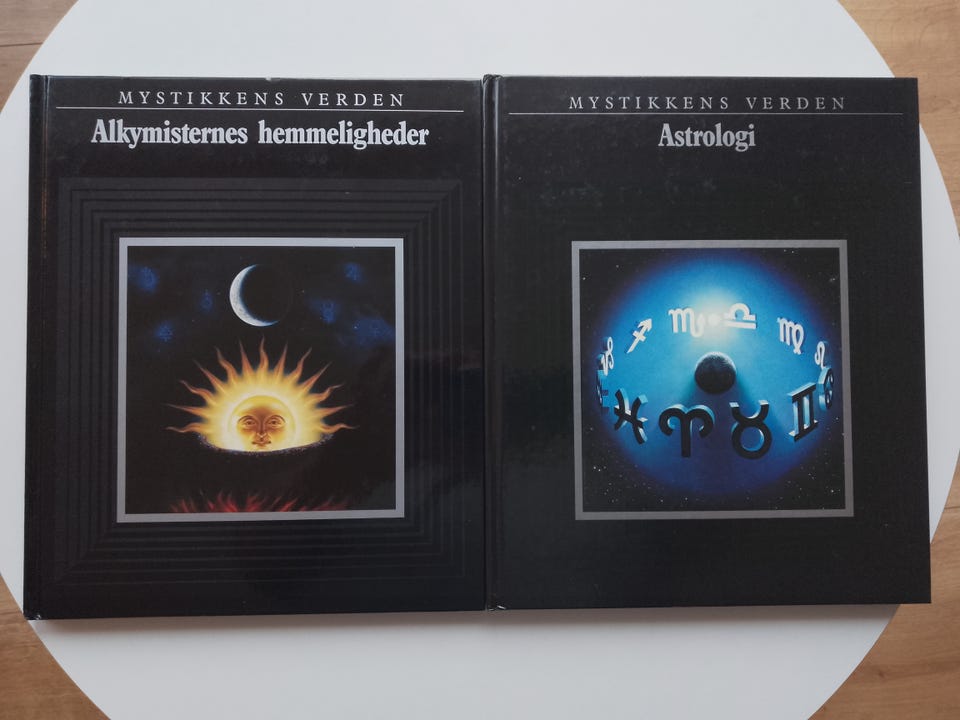 MYSTIKKENS VERDEN
Alkymisternes hemmeligheder
MYSTIKKENS VERDEN
Astrologi